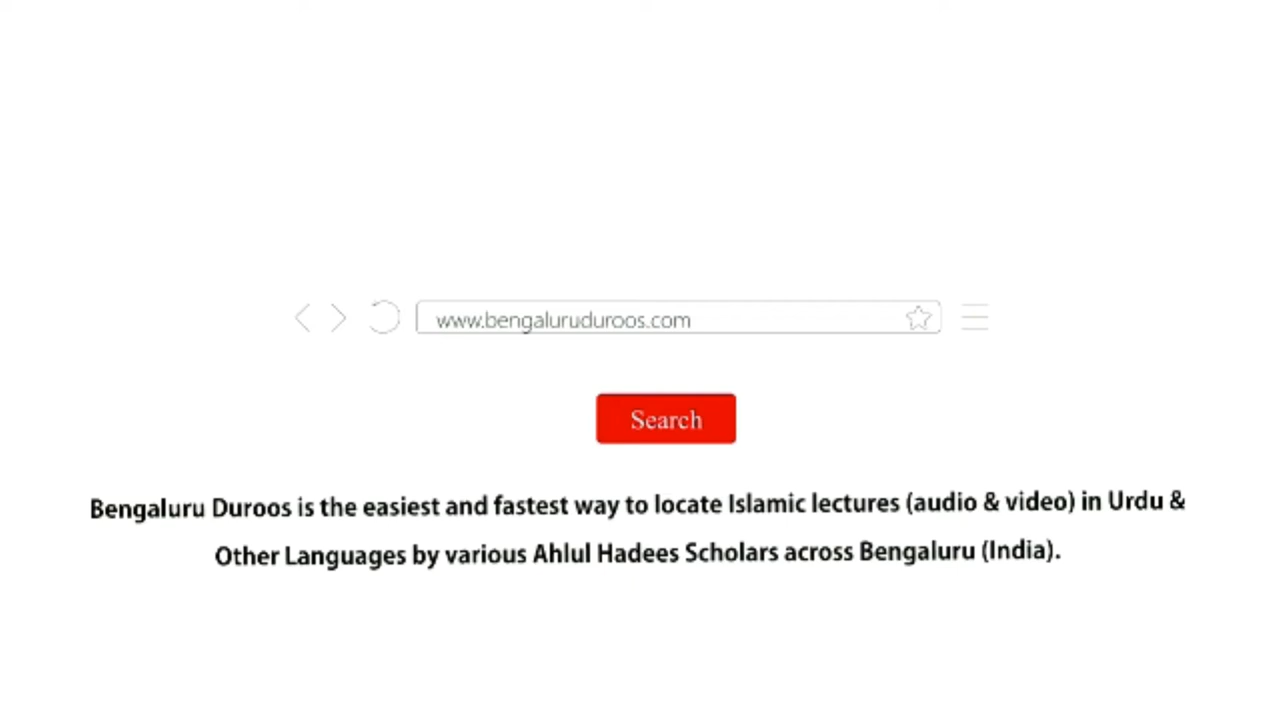 www.bengaluruduroos.com
Search
Bengaluru Duroos is the easiest and fastest way to locate Islamic lectures (audio & video) in Urdu &
Other Languages by various Ahlul Hadees Scholars across Bengaluru (India).